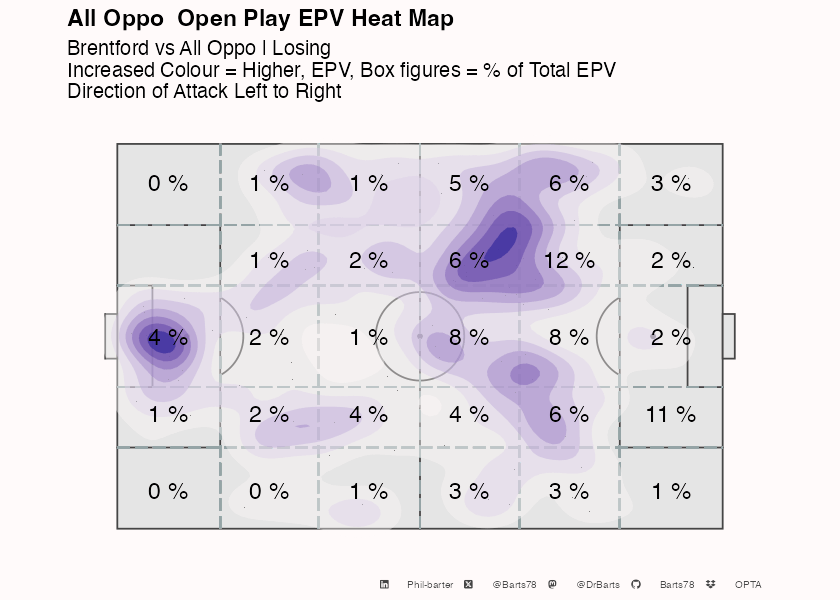 All Oppo  Open Play EPV Heat Map
Brentford vs All Oppo | Losing
Increased Colour = Higher, EPV, Box figures = % of Total EPV
Direction of Attack Left to Right
0 % 1 % 1 % 5 % 6 % 3 %
1 % 2 % 6 % 12 % 2 %
4 % 2 % 1 % 8 % 8 % 2 %
1 % 2 % 4 % 4 % 6 % 11 %
0 % 0 % 1 % 3 % 3 % 1 %
Phil-barter @Barts78 @DrBarts Barts78 OPTA